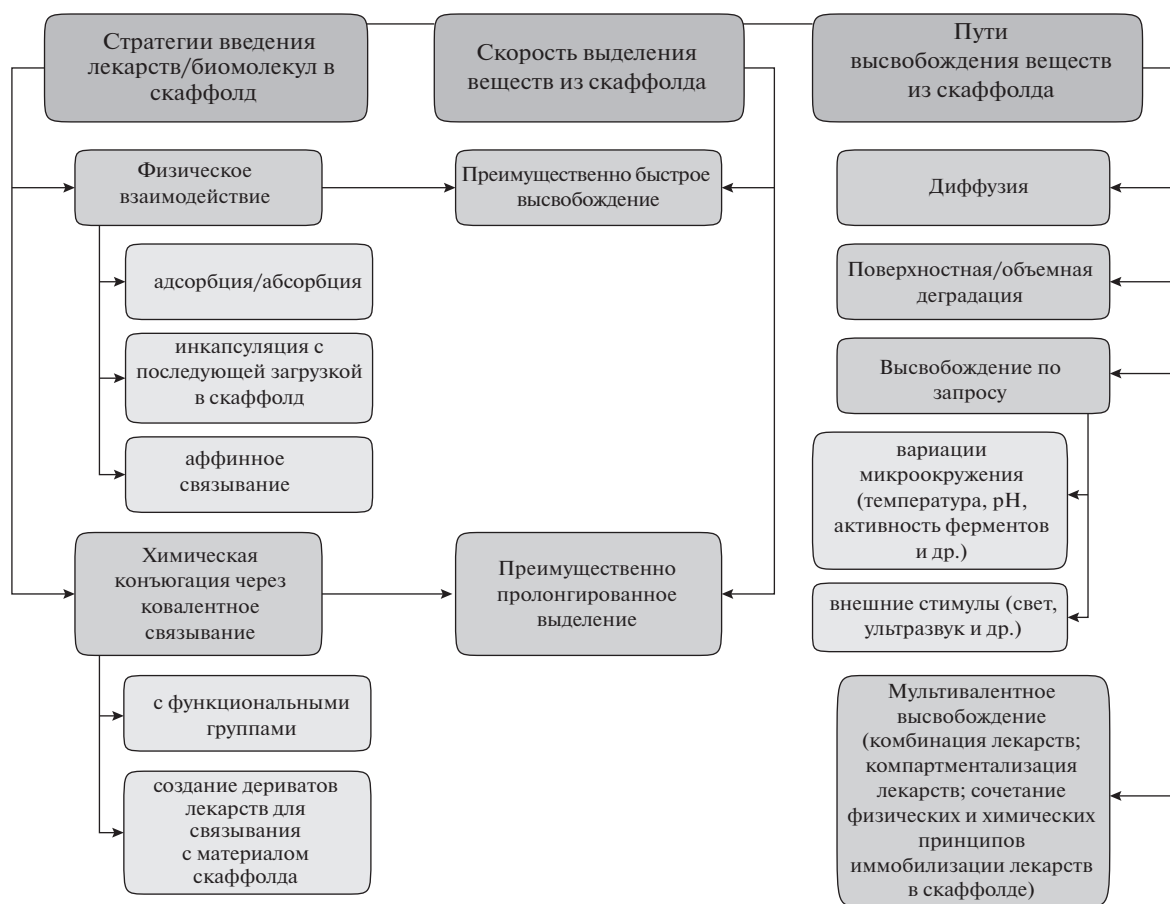 Стратегии введения
лекарств/биомолекул в
скаффолд
Скорость выделения
веществ из скаффолда
Пути
высвобождения веществ
из скаффолда
Физическое
взаимодействие
Преимущественно быстрое
высвобождение
Диффузия
адсорбция/абсорбция
Поверхностная/объемная
деградация
инкапсуляция с
последующей загрузкой
в скаффолд
Высвобождение по
запросу
аффинное
связывание
вариации
микроокружения
(температура, pH,
активность ферментов
и др.)
Химическая
конъюгация через
ковалентное
связывание
Преимущественно
пролонгированное
выделение
внешние стимулы (свет,
ультразвук и др.)
с функциональными
группами
Мультивалентное
высвобождение
(комбинация лекарств;
компартментализация
лекарств; сочетание
физических и химических
принципов
иммобилизации лекарств
в скаффолде)
создание дериватов
лекарств для
связывания
с материалом
скаффолда